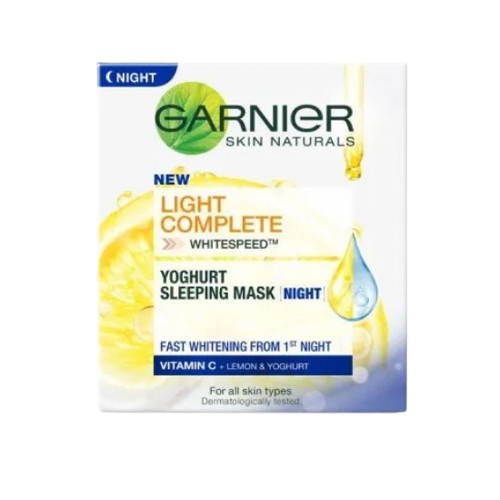 NIGHT
GARNIER
SKIN NATURALS
NEW
LIGHT
COMPLETE
WHITESPEED™
YOGHURT
SLEEPING MASK [NIGHT]
FAST WHITENING FROM 1ST NIGHT
VITAMIN C + LEMON & YOGHURT
For all skin types
Dermatologically tested